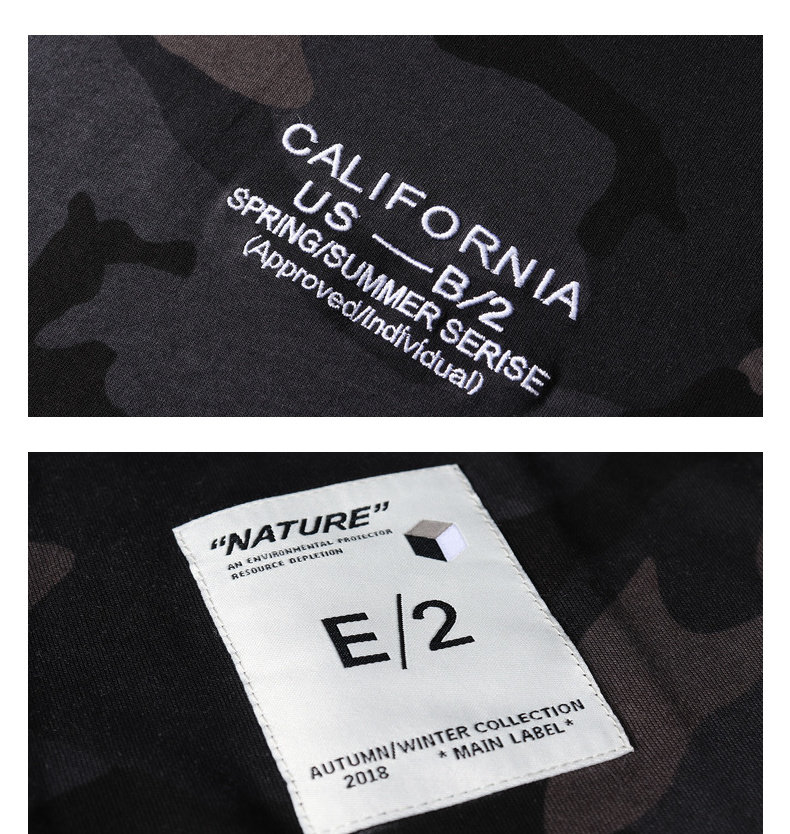 CALIFORNIA
US — B/2
SPRING/SUMMER SERISE
(Approved/Individual)
“NATURE”
AN ENVIRONMENTAL PROTECTOR
RESOURCE DEPLETION
E/2
AUTUMN/WINTER COLLECTION
2018 *MAIN LABEL*